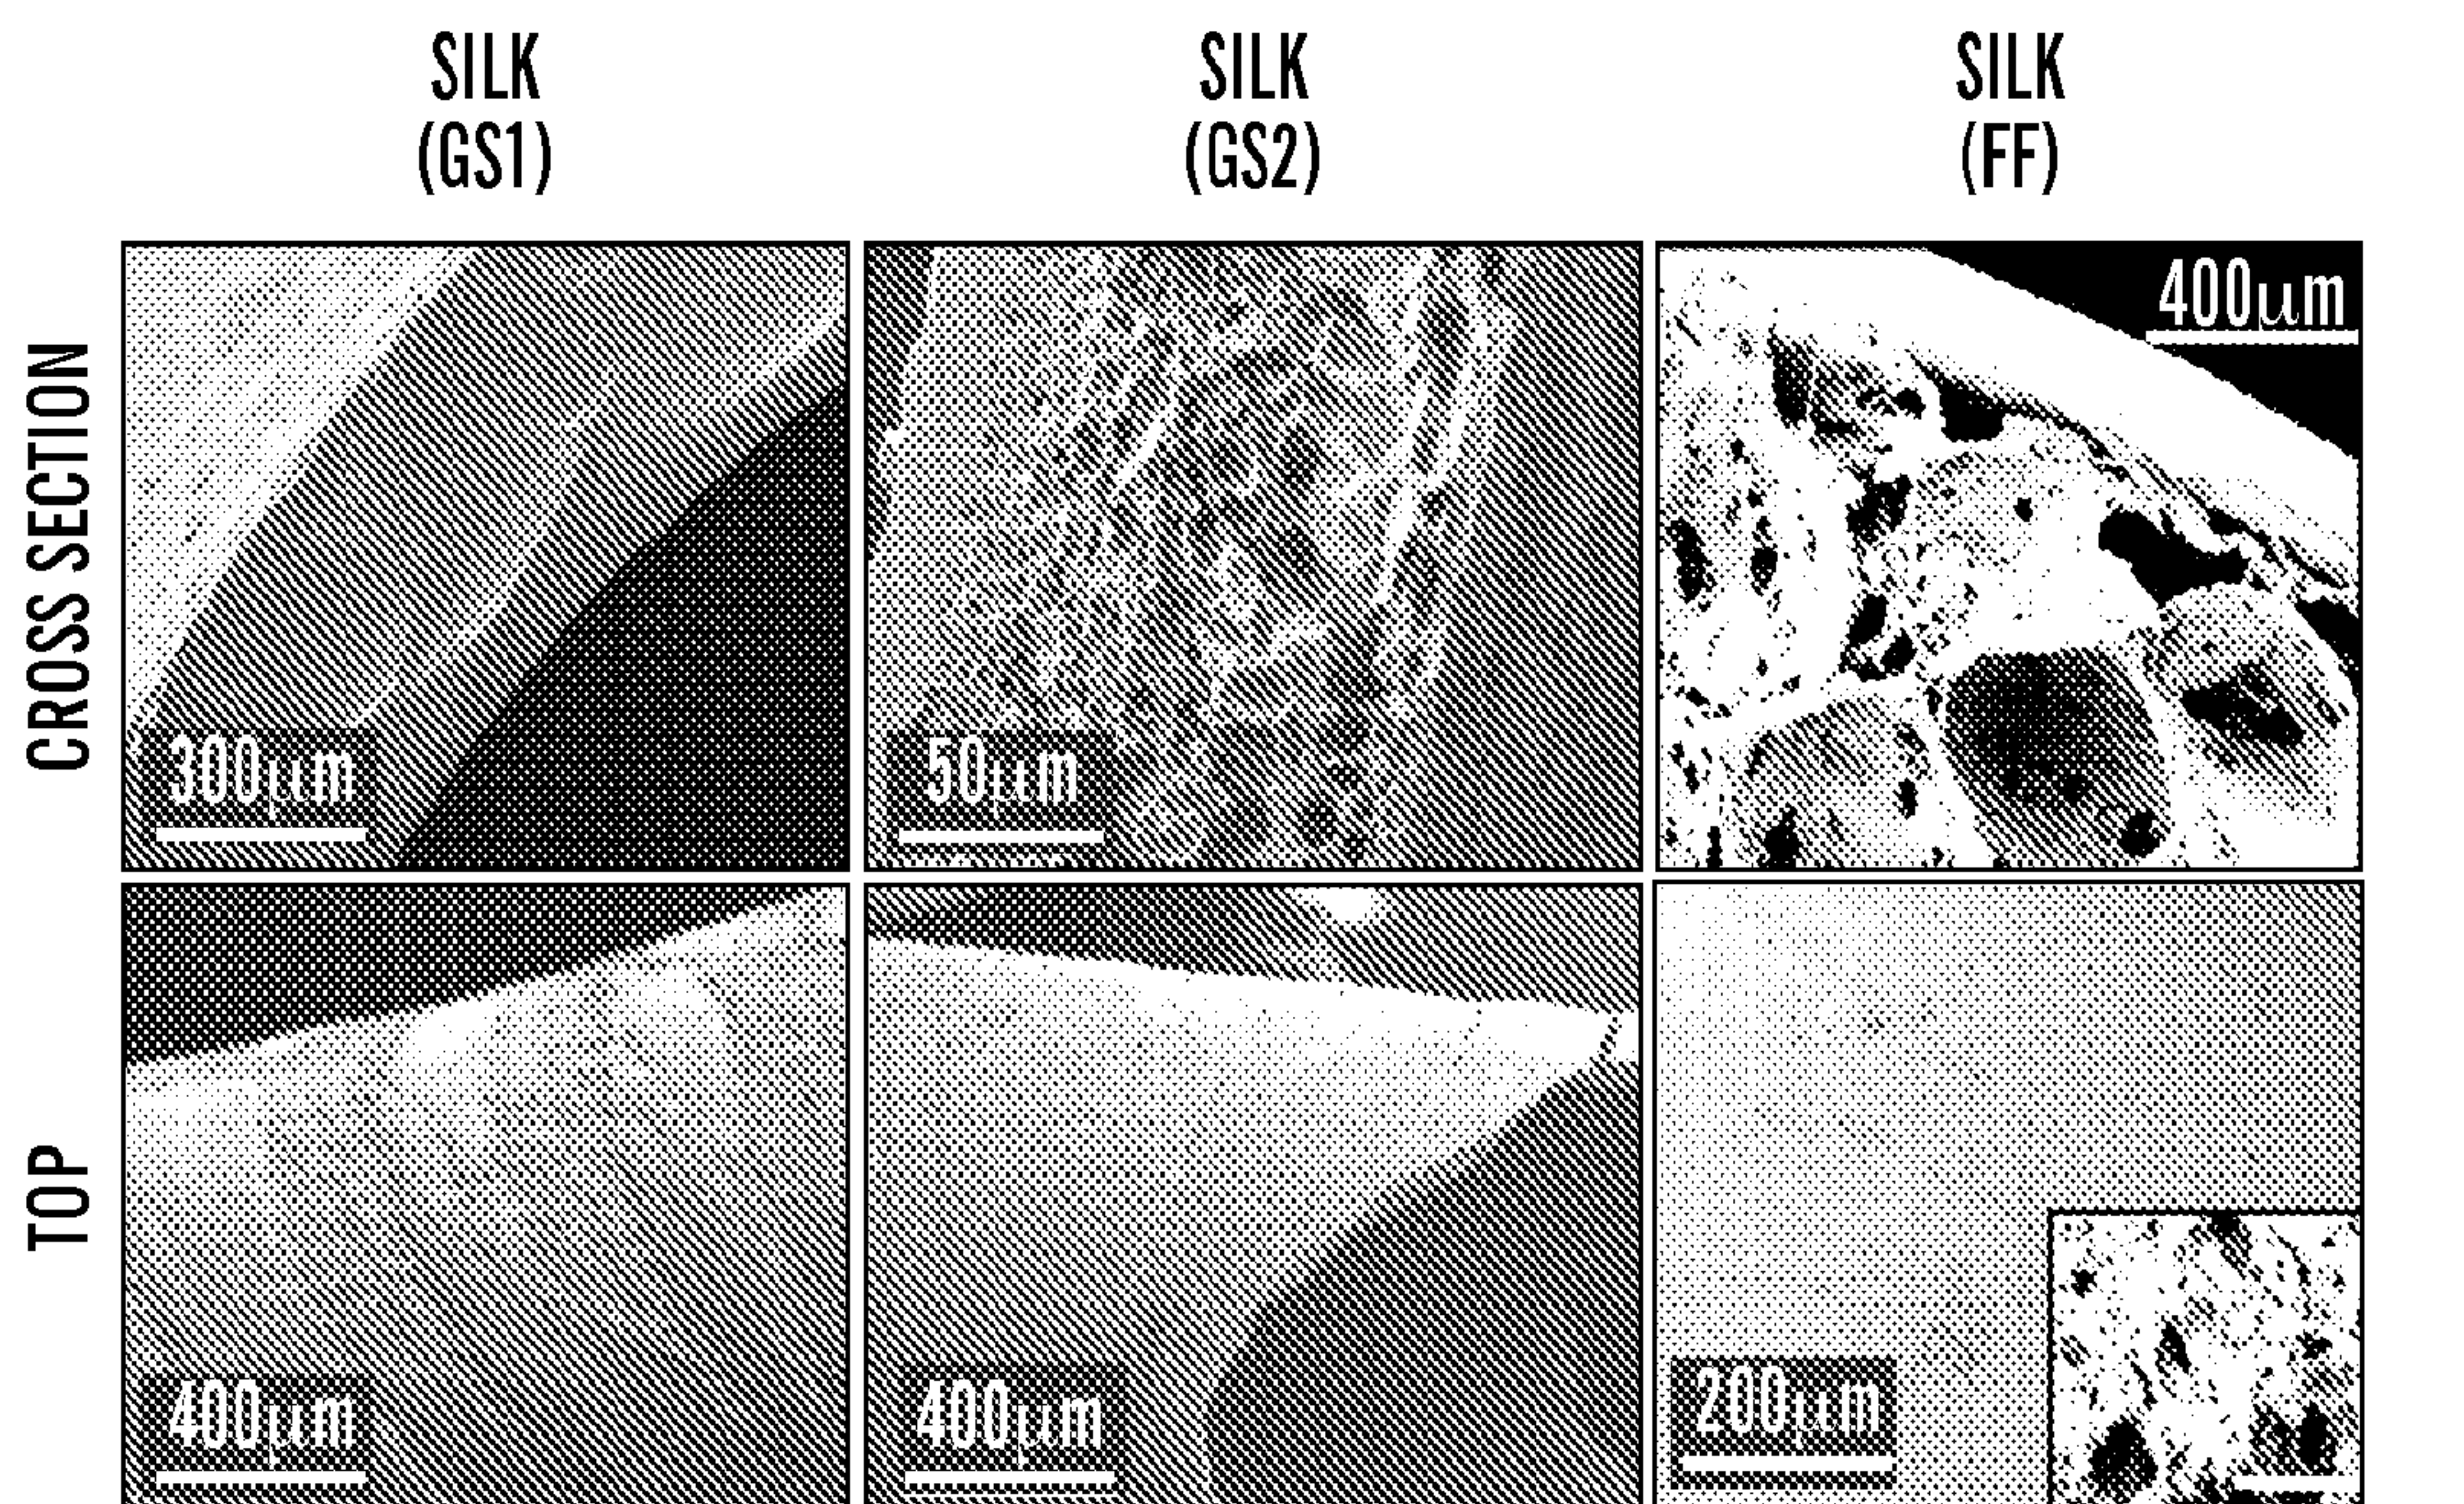 SILK
(GS1)
SILK
(GS2)
SILK
(FF)
CROSS SECTION
300μm
50μm
400μm
TOP
400μm
400μm
200μm